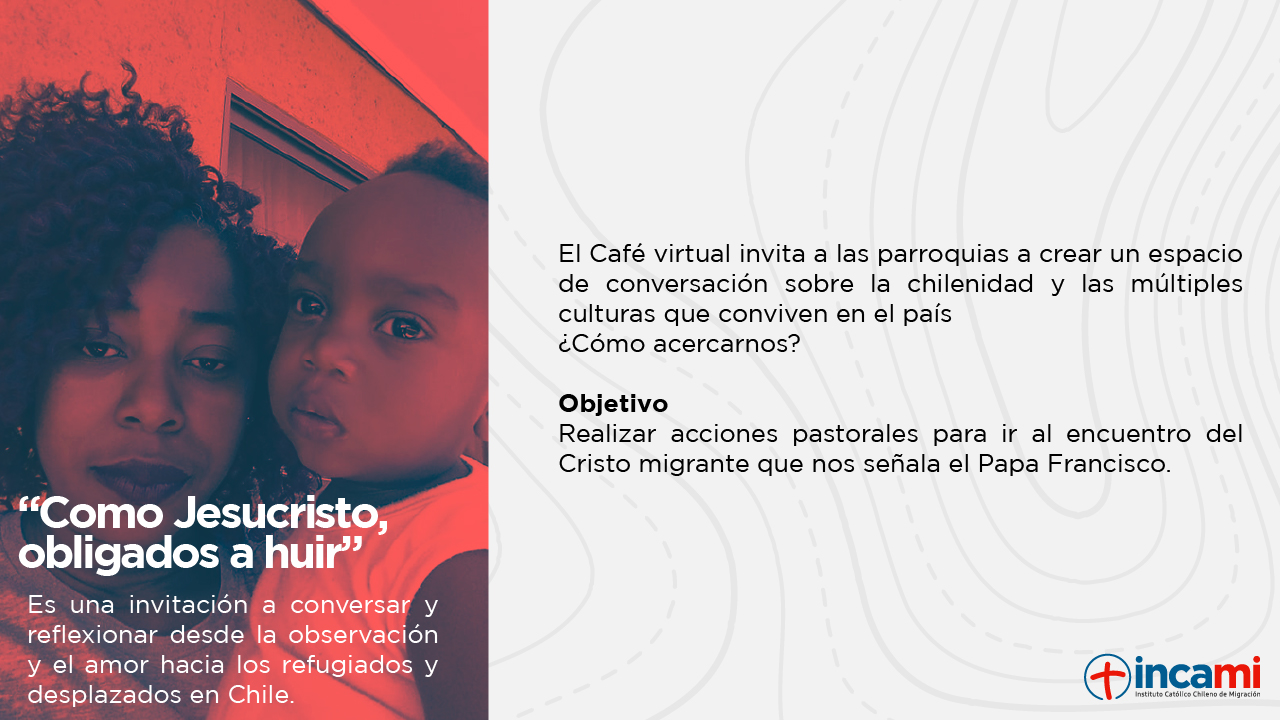 “Como Jesucristo,
obligados a huir”
Es una invitación a conversar y
reflexionar desde la observación
y el amor hacia los refugiados y
desplazados en Chile.
El Café virtual invita a las parroquias a crear un espacio
de conversación sobre la chilenidad y las múltiples
culturas que conviven en el país
¿Cómo acercarnos?
Objetivo
Realizar acciones pastorales para ir al encuentro del
Cristo migrante que nos señala el Papa Francisco.
incami
Instituto Católico Chileno de Migración